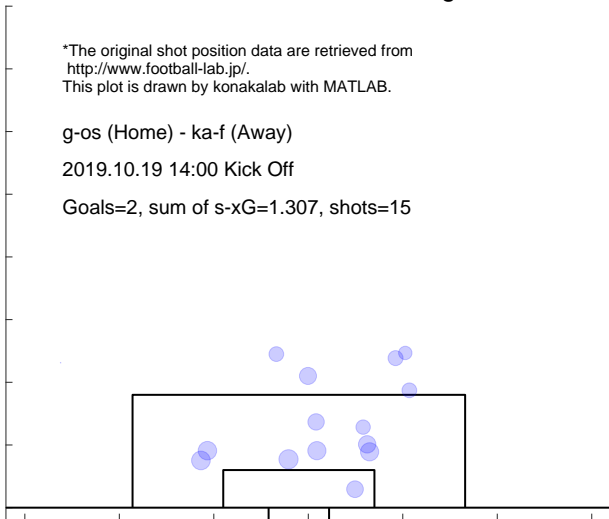 *The original shot position data are retrieved from
http://www.football-lab.jp/.
This plot is drawn by konakalab with MATLAB.
g-os (Home) - ka-f (Away)
2019.10.19 14:00 Kick Off
Goals=2, sum of s-xG=1.307, shots=15